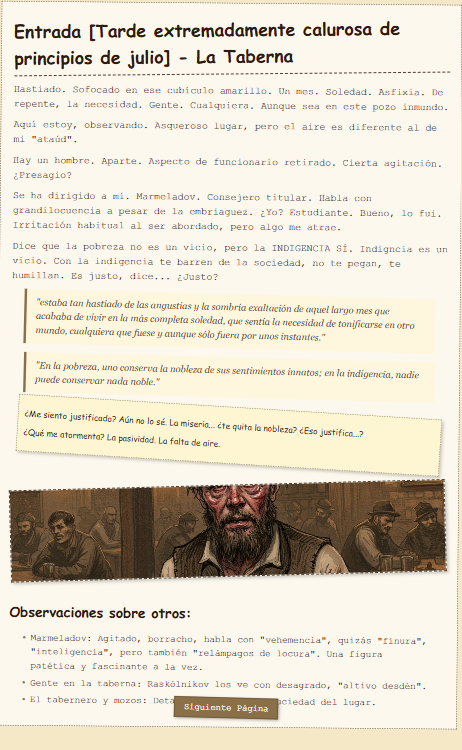 Entrada [Tarde extremadamente calurosa de
principios de julio] - La Taberna
Hastiado. Sofocado en ese cubículo amarillo. Un mes. Soledad. Asfixia. De
repente, la necesidad. Gente. Cualquiera. Aunque sea en este pozo inmundo.
Aquí estoy, observando. Asqueroso lugar, pero el aire es diferente al de
mi "ataúd".
Hay un hombre. Aparte. Aspecto de funcionario retirado. Cierta agitación.
¿Presagio?
Se ha dirigido a mí. Marmeladov. Consejero titular. Habla con
grandilocuencia a pesar de la embriaguez. ¿Yo? Estudiante. Bueno, lo fui.
Irritación habitual al ser abordado, pero algo me atrae.
Dice que la pobreza no es un vicio, pero la INDIGENCIA SÍ. Indigncia es un
vicio. Con la indigencia te barren de la sociedad, no te pegan, te
humillan. Es justo, dice... ¿Justo?
"estaba tan hastiado de las angustias y la sombría exaltación de aquel largo mes que
acababa de vivir en la más completa soledad, que sentía la necesidad de tonificarse en otro
mundo, cualquiera que fuese y aunque sólo fuera por unos instantes."
"En la pobreza, uno conserva la nobleza de sus sentimientos innatos; en la indigencia, nadie
puede conservar nada noble."
¿Me siento justificado? Aún no lo sé. La miseria... ¿te quita la nobleza? ¿Eso justifica...?
¿Qué me atormenta? La pasividad. La falta de aire.
Observaciones sobre otros:
• Marmeladov: Agitado, borracho, habla con "vehemencia", quizás "finura",
"inteligencia", pero también "relámpagos de locura". Una figura
patética y fascinante a la vez.
• Gente en la taberna: Raskólnikov los ve con desagrado, "altivo desdén".
• El tabernero y mozos: Deta ciedad del lugar.
Siguiente Página